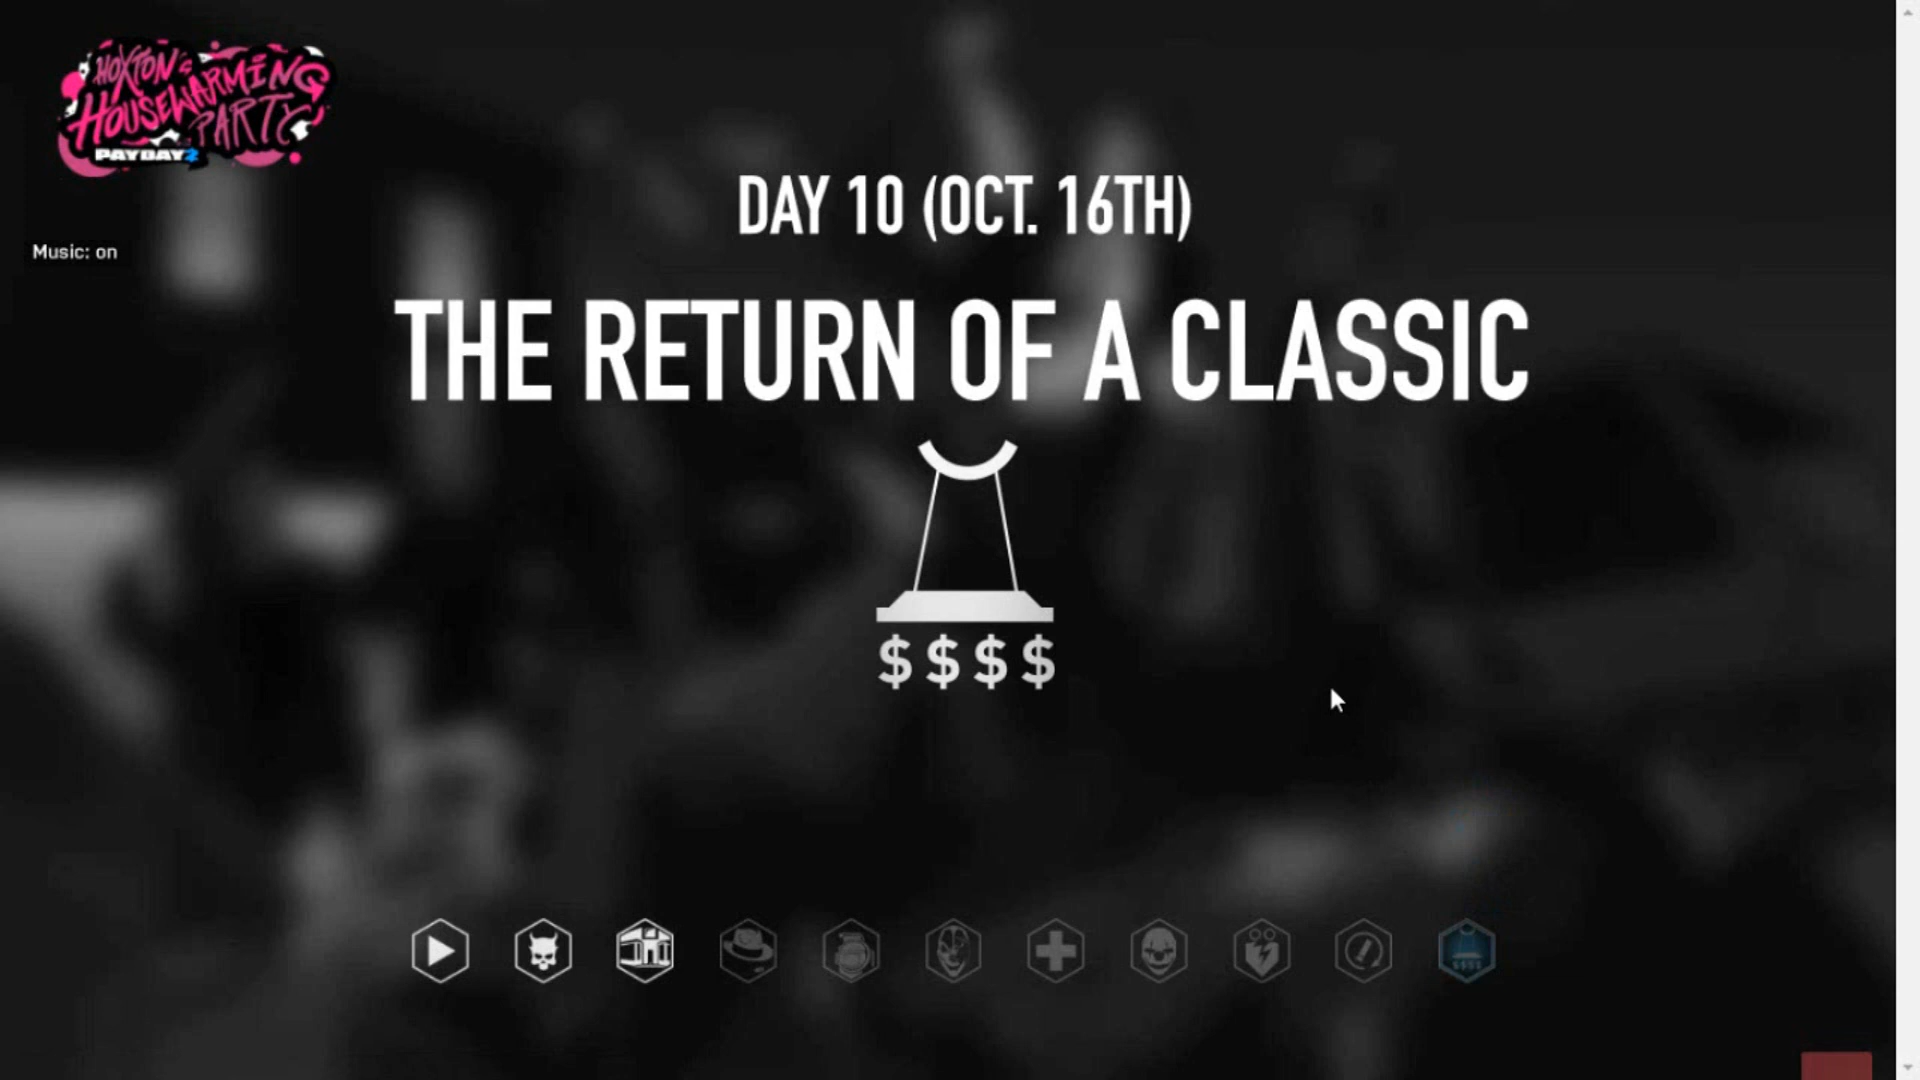 HOXTON'S
HOUSEWARMING
PARTY
PAYDAY 2
DAY 10 (OCT. 16TH)
Music: on
THE RETURN OF A CLASSIC
$ $ $ $
$$$$